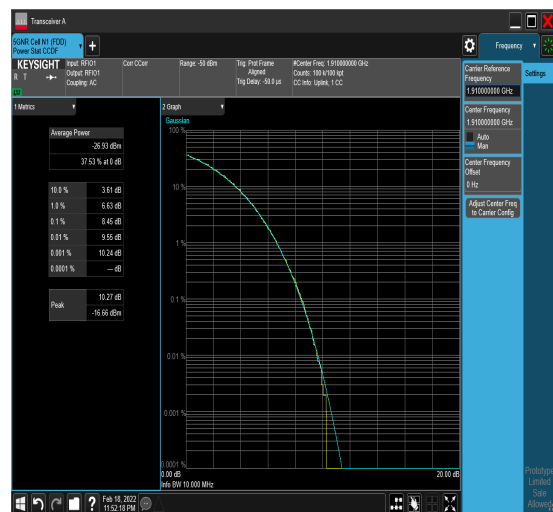 Transceiver A
5GNR Cell N1 (FDD)
Power Stat CCDF
Frequency
KEYSIGHT
R T
LV
Input: RFIO1
Output: RFIO1
Coupling: AC
Corr CCorr
Range: -50 dBm
Trig: Prst Frame
Aligned
Trig Delay: -50.0 µs
#Center Freq: 1.910000000 GHz
Counts: 100 k/100 kpt
CC Info: Uplink, 1 CC
Carrier Reference
Frequency
1.910000000 GHz
Settings
Center Frequency
1.910000000 GHz
Auto
Man
Center Frequency
Offset
0 Hz
Adjust Center Freq
to Carrier Config
1 Metrics
Average Power
-26.93 dBm
37.53 % at 0 dB
10.0 % 3.61 dB
1.0 % 6.63 dB
0.1 % 8.45 dB
0.01 % 9.55 dB
0.001 % 10.24 dB
0.0001 % --- dB
Peak
10.27 dB
-16.66 dBm
2 Graph
Gaussian
100 %
10 %
1 %
0.1 %
0.01 %
0.001 %
0.0001 %
0.00 dB
20.00 dB
Info BW 10.000 MHz
Prototype
Limited
Sale
Allowed
?
Feb 18, 2022
11:52:18 PM